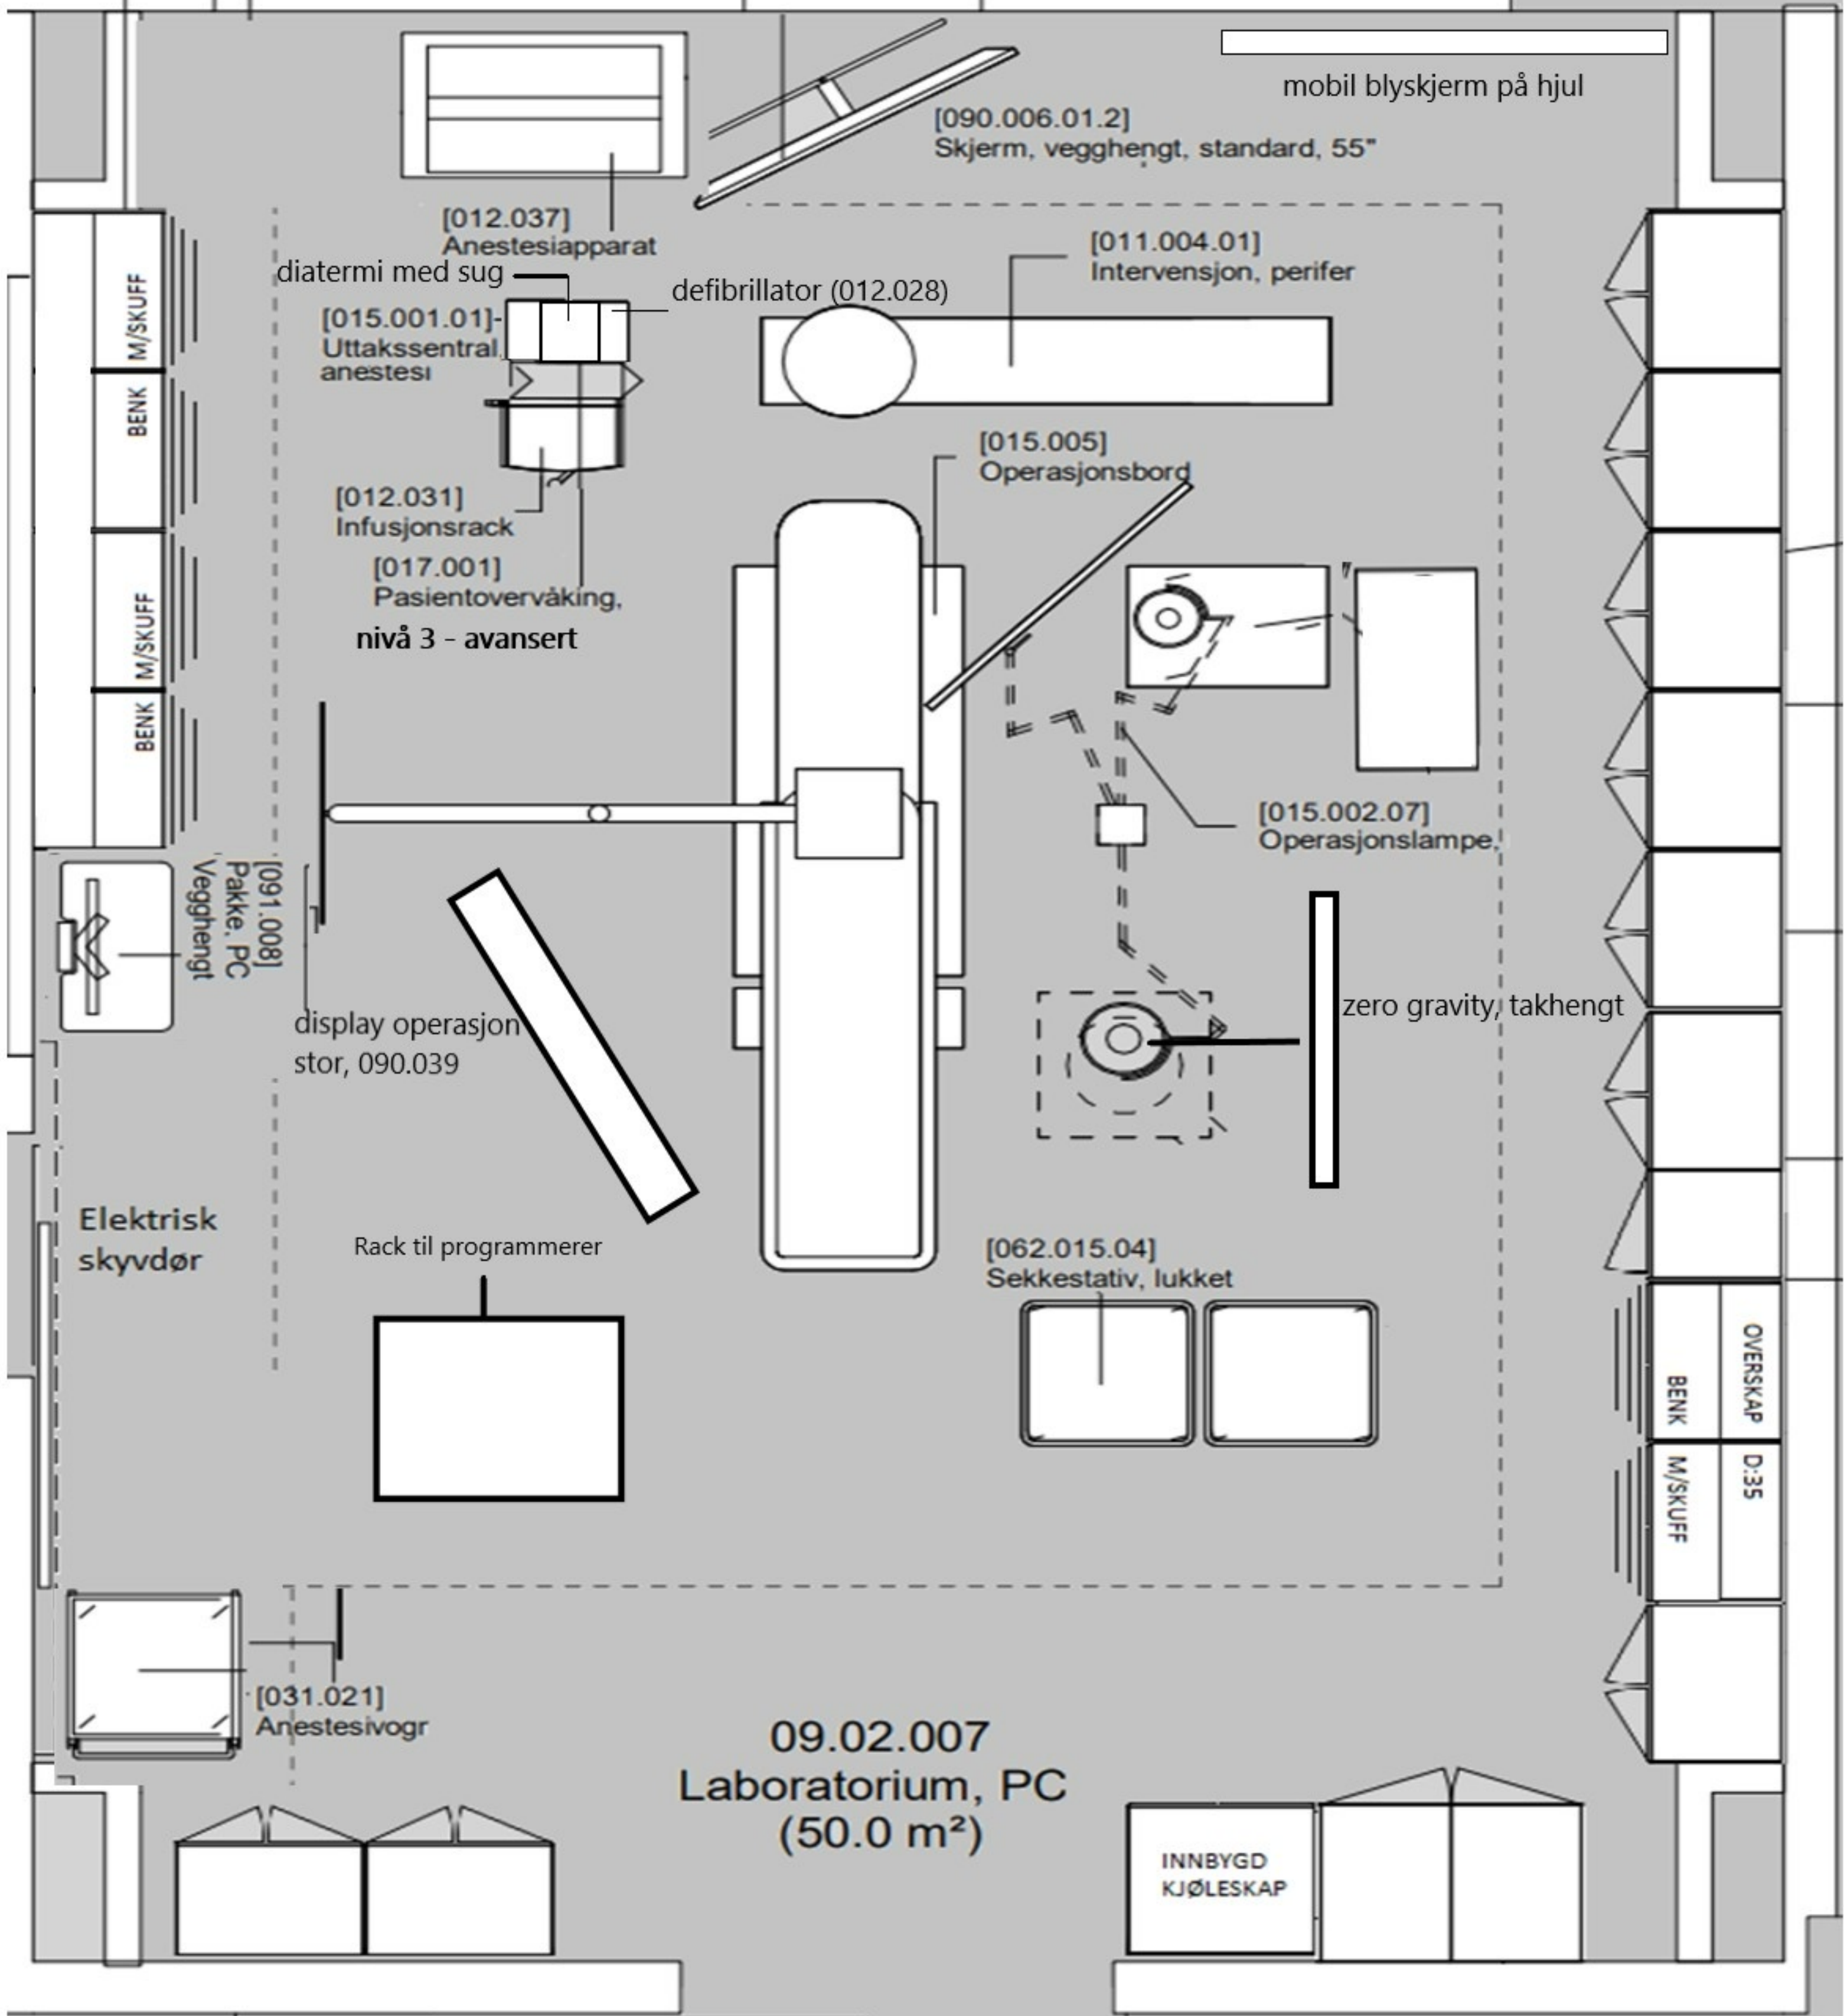 mobil blyskjerm på hjul
[090.006.01.2]
Skjerm, vegghengt, standard, 55"
[012.037]
Anestesiapparat
diatermi med sug
defibrillator (012.028)
[011.004.01]
Intervensjon, perifer
[015.001.01]
Uttakssentral,
anestesi
M/SKUFF
BENK
M/SKUFF
BENK
[015.005]
Operasjonsbord
[012.031]
Infusjonsrack
[017.001]
Pasientovervåking,
nivå 3 - avansert
[015.002.07]
Operasjonslampe,
[091.008]
Pakke, PC
Vegghengt
display operasjon
stor, 090.039
zero gravity, takhengt
Elektrisk
skyvdør
Rack til programmerer
[062.015.04]
Sekkestativ, lukket
OVERSKAP
BENK
D:35
M/SKUFF
[031.021]
Anestesivogr
09.02.007
Laboratorium, PC
(50.0 m²)
INNBYGD
KJØLESKAP